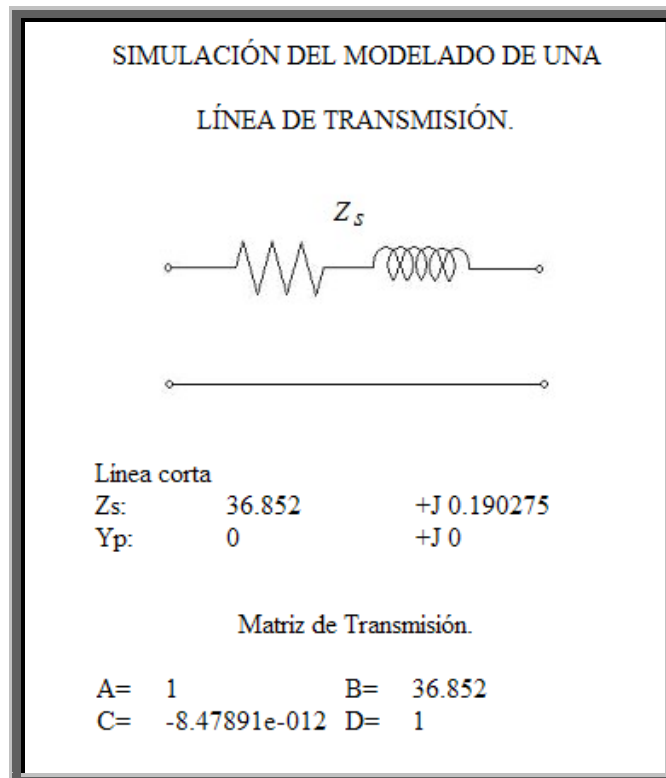 SIMULACIÓN DEL MODELADO DE UNA
LÍNEA DE TRANSMISIÓN.
Z s
Línea corta
Zs: 36.852 +J 0.190275
Yp: 0 +J 0
Matriz de Transmisión.
A= 1 B= 36.852
C= -8.47891e-012 D= 1